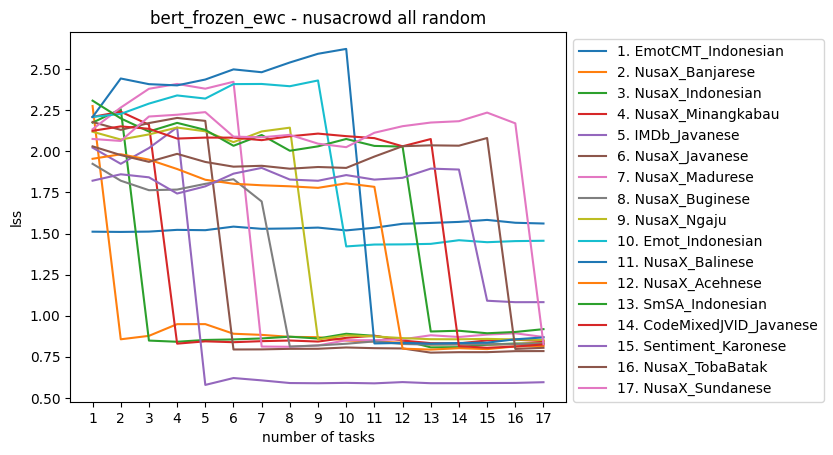 bert_frozen_ewc - nusacrowd all random
lss
2.50
2.25
2.00
1.75
1.50
1.25
1.00
0.75
0.50
1 2 3 4 5 6 7 8 9 10 11 12 13 14 15 16 17
number of tasks
1. EmotCMT_Indonesian
2. NusaX_Banjarese
3. NusaX_Indonesian
4. NusaX_Minangkabau
5. IMDb_Javanese
6. NusaX_Javanese
7. NusaX_Madurese
8. NusaX_Buginese
9. NusaX_Ngaju
10. Emot_Indonesian
11. NusaX_Balinese
12. NusaX_Acehnese
13. SmSA_Indonesian
14. CodeMixedJVID_Javanese
15. Sentiment_Karonese
16. NusaX_TobaBatak
17. NusaX_Sundanese